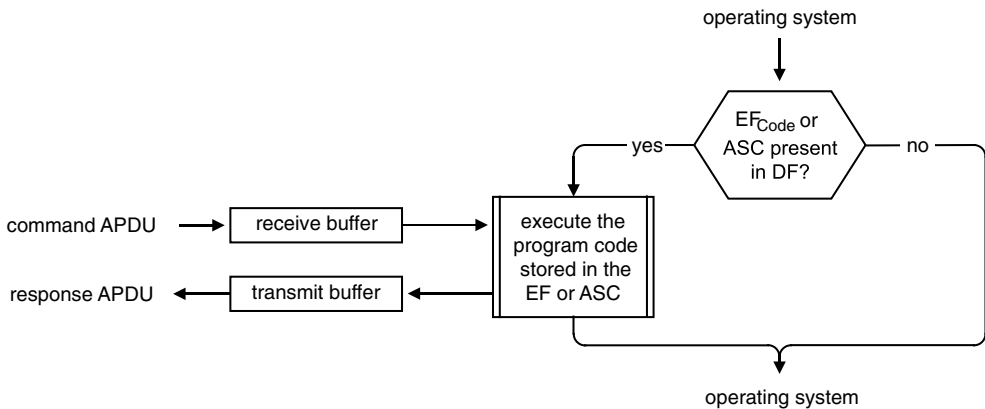 operating system
EFCode or
ASC present
in DF?
yes
no
command APDU
receive buffer
execute the
program code
stored in the
EF or ASC
response APDU
transmit buffer
operating system